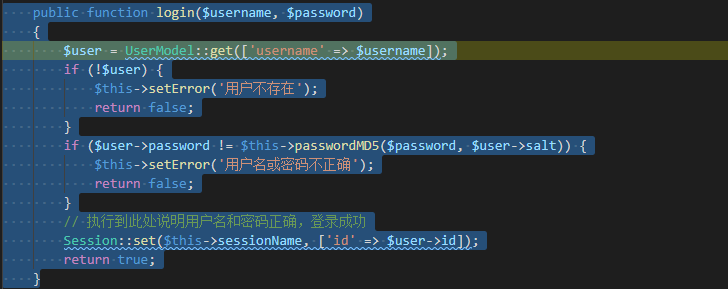 public function login($username, $password)
{
$user = UserModel::get(['username' => $username]);
if (!$user) {
$this->setError('用户不存在');
return false;
}
if ($user->password != $this->passwordMD5($password, $user->salt)) {
$this->setError('用户名或密码不正确');
return false;
}
// 执行到此处说明用户名和密码正确，登录成功
Session::set($this->sessionName, ['id' => $user->id]);
return true;
}